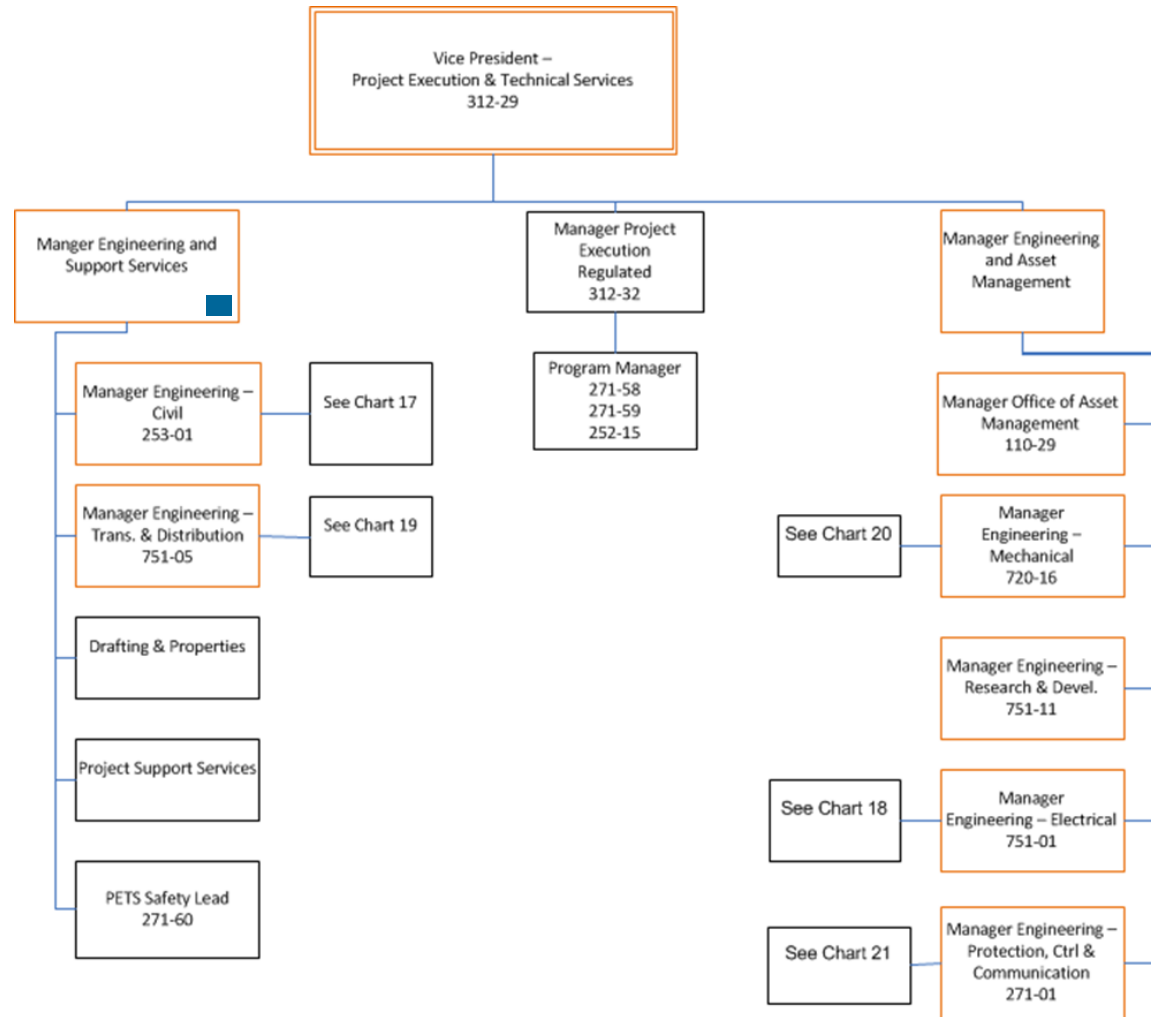 Vice President –
Project Execution & Technical Services
312-29
Manger Engineering and
Support Services
Manager Project
Execution
Regulated
312-32
Manager Engineering
and Asset
Management
Manager Engineering –
Civil
253-01
See Chart 17
Program Manager
271-58
271-59
252-15
Manager Office of Asset
Management
110-29
Manager Engineering –
Trans. & Distribution
751-05
See Chart 19
See Chart 20
Manager
Engineering –
Mechanical
720-16
Drafting & Properties
Manager Engineering –
Research & Devel.
751-11
Project Support Services
See Chart 18
Manager
Engineering – Electrical
751-01
PETS Safety Lead
271-60
See Chart 21
Manager Engineering –
Protection, Ctrl &
Communication
271-01